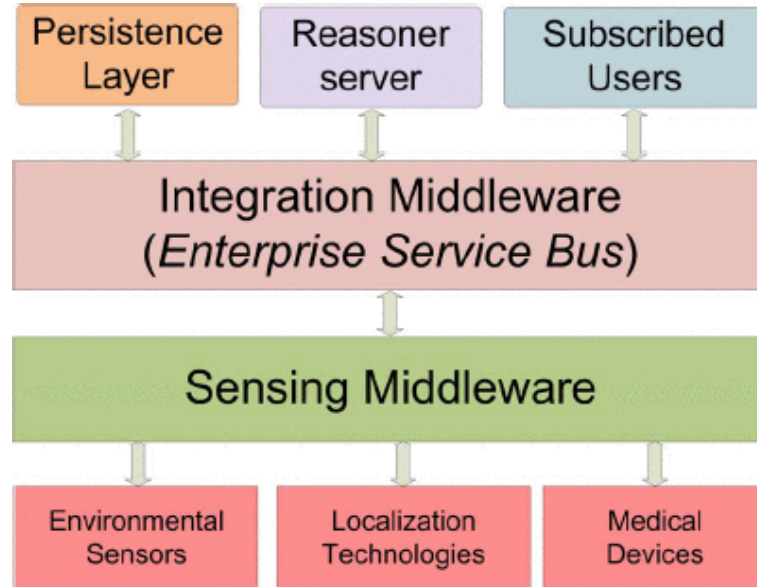 Persistence
Layer
Reasoner
server
Subscribed
Users
Integration Middleware
(Enterprise Service Bus)
Sensing Middleware
Environmental
Sensors
Localization
Technologies
Medical
Devices